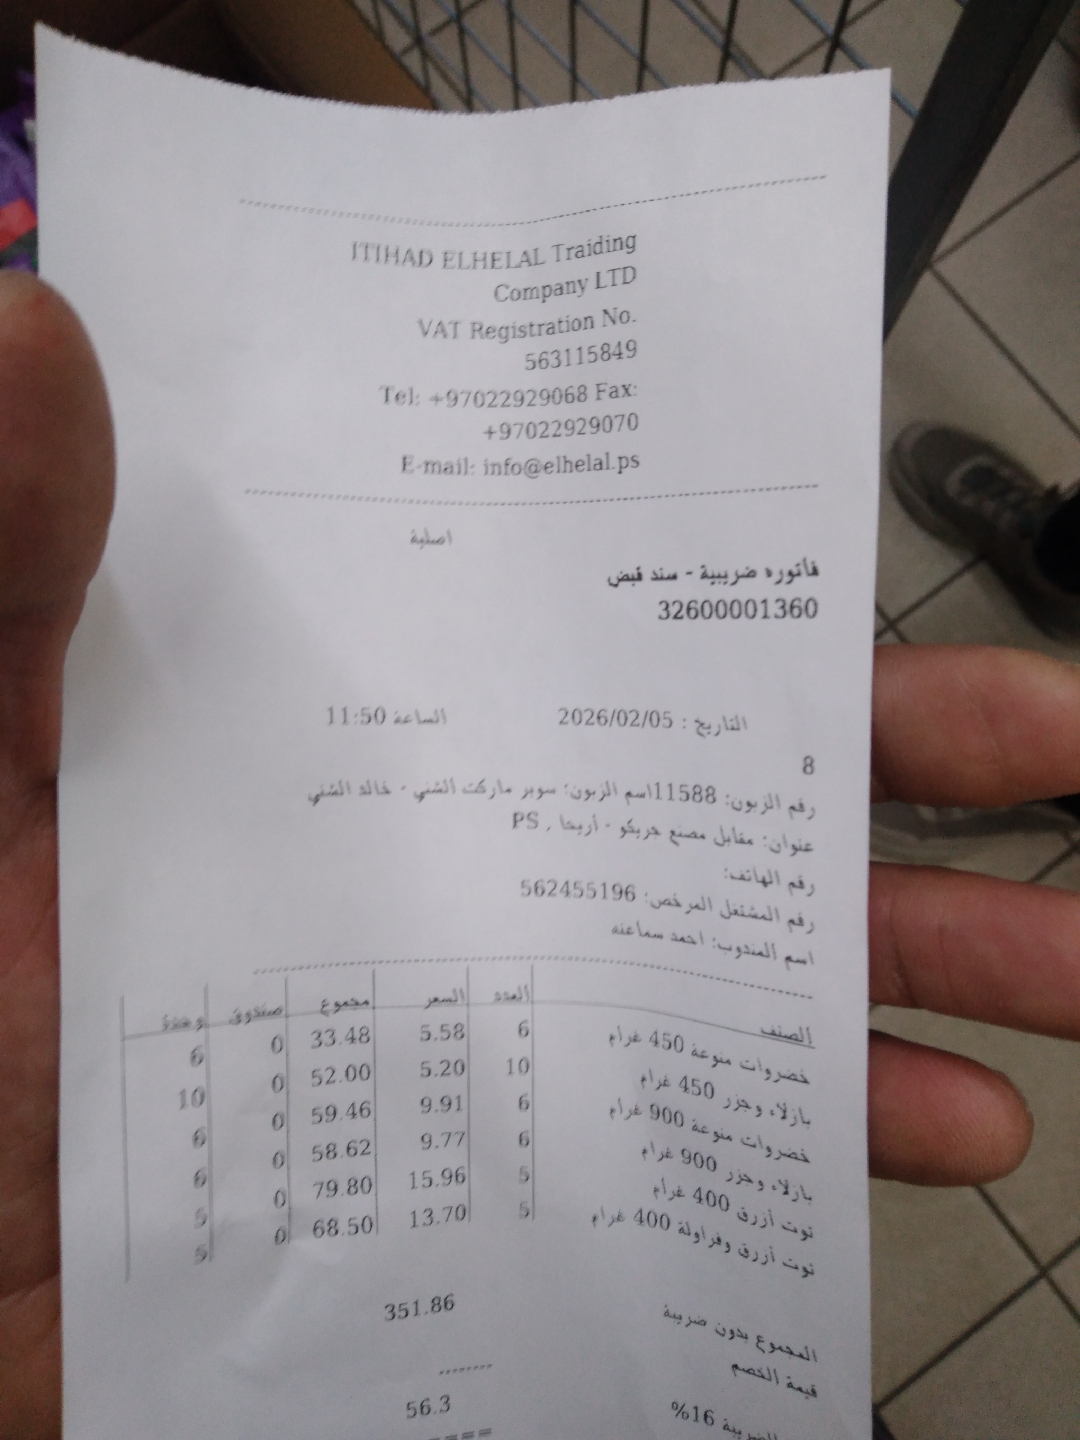 ITIHAD ELHELAL Traiding
Company LTD
VAT Registration No.
563115849
Tel: +97022929068 Fax:
+97022929070
E-mail: info@elhelal.ps
اصلية
فاتوره ضريبية - سند قبض
32600001360
التاريخ : 2026/02/05 الساعة 11:50
8
رقم الزبون: 11588اسم الزبون: سوبر ماركت الشني - خالد الشني
عنوان: مقابل مصنع جريكو - أريحا , PS
رقم الهاتف:
رقم المشتغل المرخص: 562455196
اسم المندوب: احمد سماعنه
الصنف العدد السعر مجموع صندوق وحدة
خضروات منوعة 450 غرام 6 5.58 33.48 0 6
بازلاء وجزر 450 غرام 10 5.20 52.00 0 10
خضروات منوعة 900 غرام 6 9.91 59.46 0 6
بازلاء وجزر 900 غرام 6 9.77 58.62 0 6
توت أزرق 400 غرام 5 15.96 79.80 0 5
توت أزرق وفراولة 400 غرام 5 13.70 68.50 0 5
المجموع بدون ضريبة 351.86
قيمة الخصم
الضريبة 16% 56.3